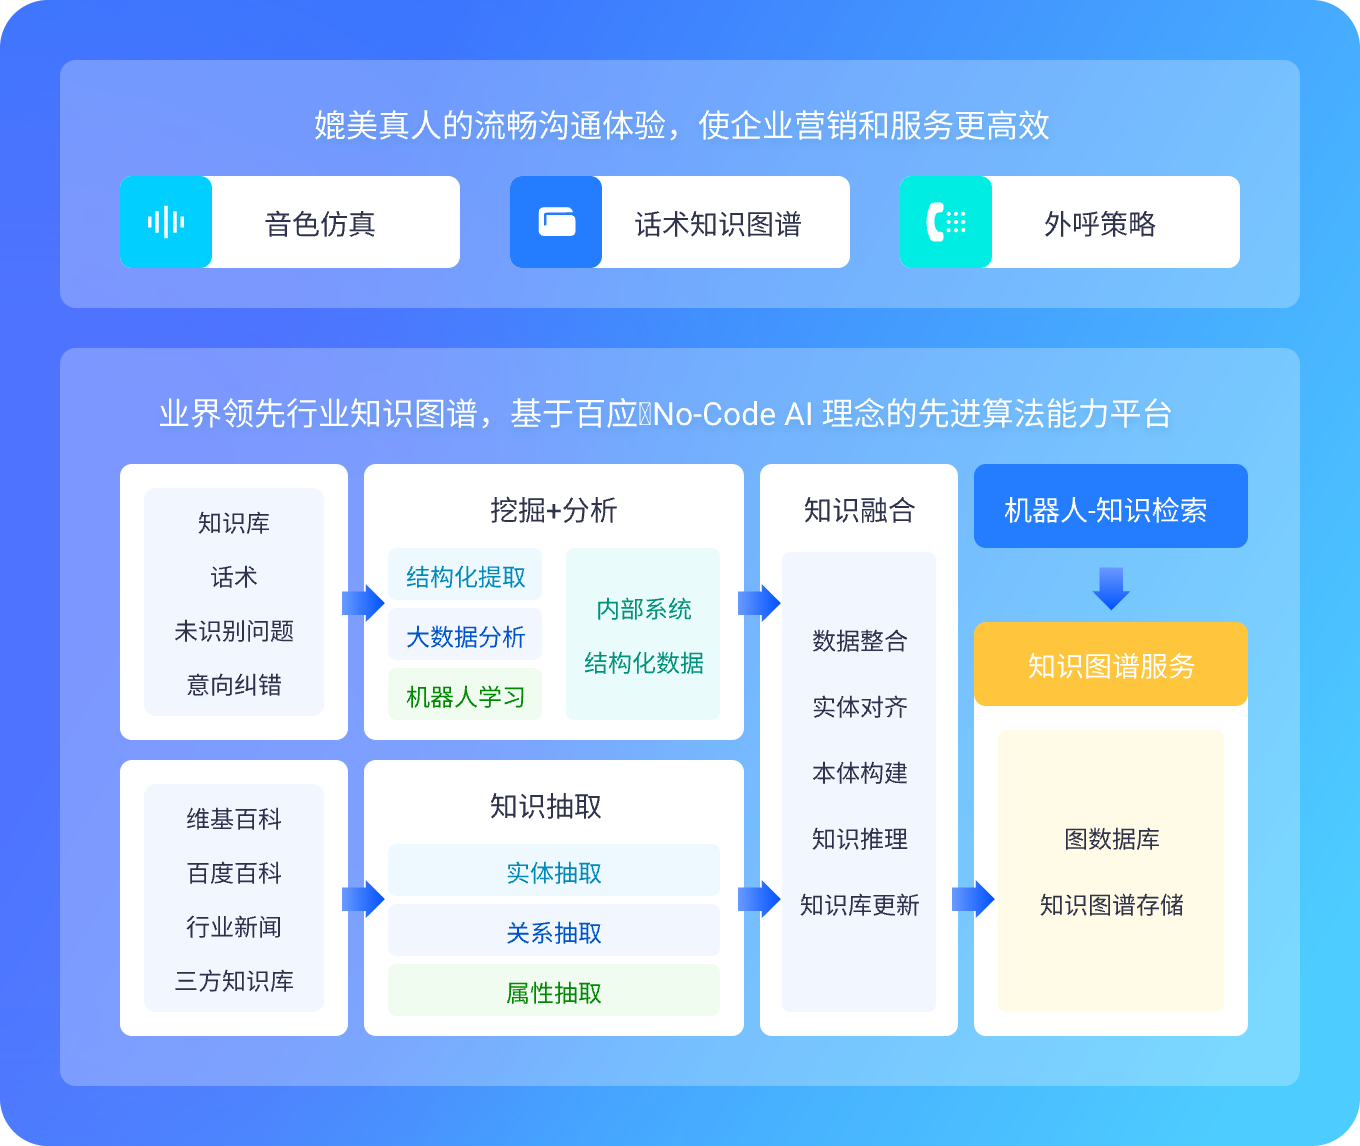 媲美真人的流畅沟通体验，使企业营销和服务更高效
音色仿真
话术知识图谱
外呼策略
业界领先行业知识图谱，基于百应No-Code AI 理念的先进算法能力平台
知识库
话术
未识别问题
意向纠错
挖掘+分析
结构化提取
大数据分析
机器人学习
内部系统
结构化数据
维基百科
百度百科
行业新闻
三方知识库
知识抽取
实体抽取
关系抽取
属性抽取
知识融合
数据整合
实体对齐
本体构建
知识推理
知识库更新
机器人-知识检索
知识图谱服务
图数据库
知识图谱存储